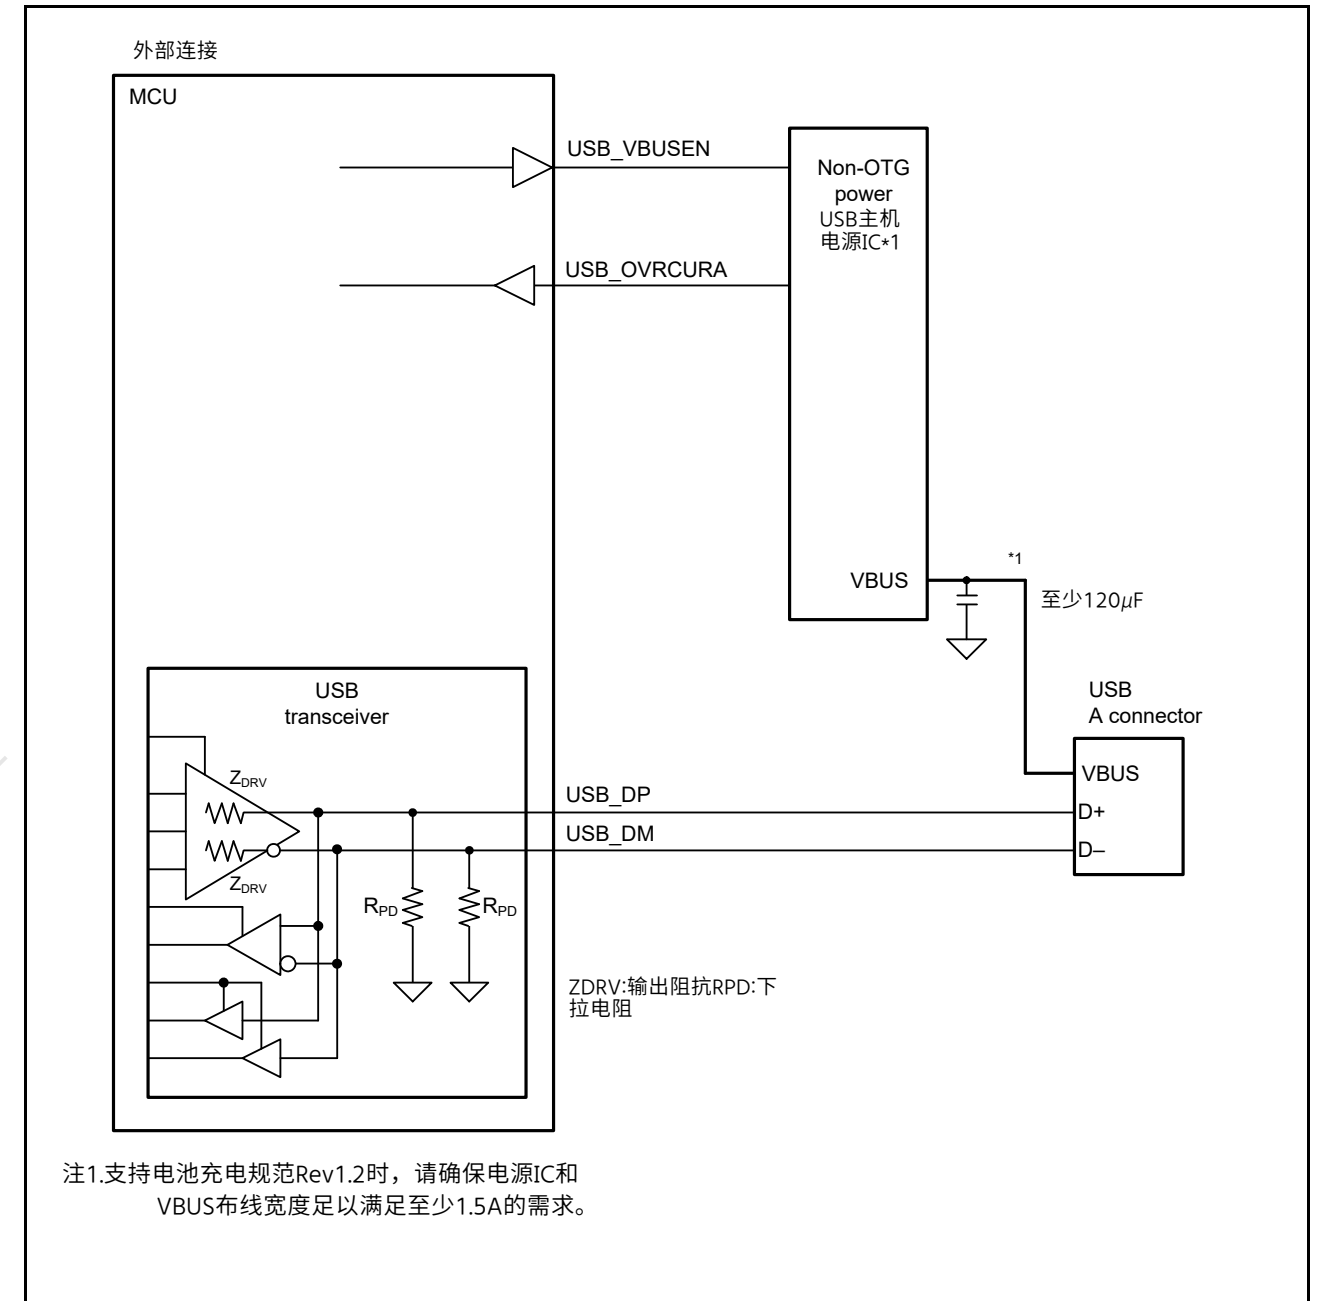 外部连接
MCU
USB_VBUSEN
Non-OTG
power
USB主机
电源IC*1
USB_OVRCURA
*1
VBUS
至少120μF
USB
transceiver
USB
A connector
ZDRV
VBUS
USB_DP
D+
USB_DM
D–
ZDRV
RPD
RPD
ZDRV:输出阻抗RPD:下
拉电阻
注1.支持电池充电规范Rev1.2时，请确保电源IC和
VBUS布线宽度足以满足至少1.5A的需求。